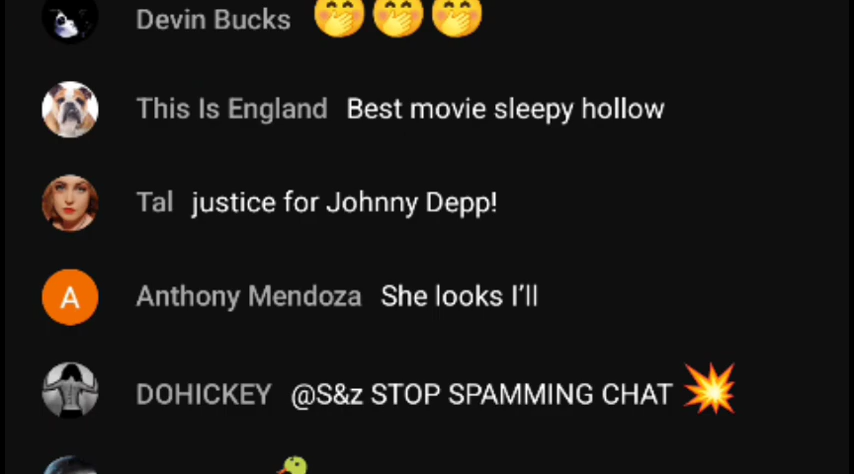 Devin Bucks 🤭🤭🤭
This Is England Best movie sleepy hollow
Tal justice for Johnny Depp!
A Anthony Mendoza She looks I’ll
DOHICKEY @S&z STOP SPAMMING CHAT 💥